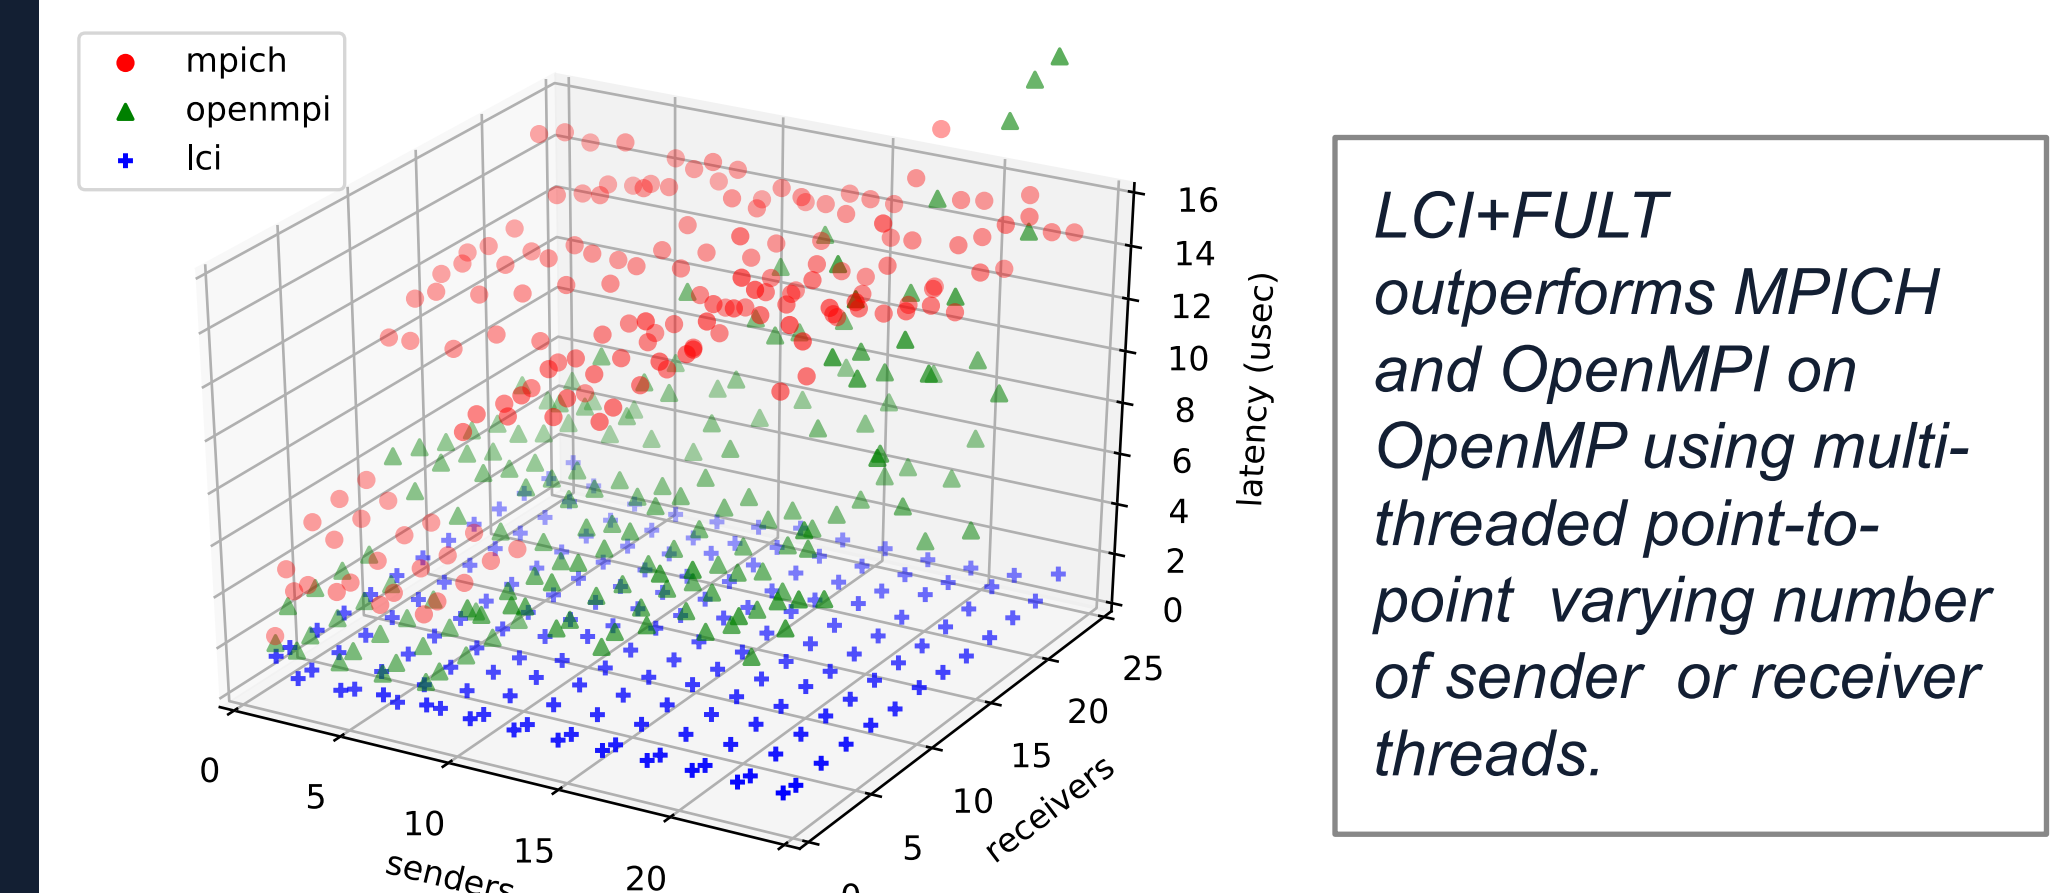 mpich
openmpi
lci
16
14
12
10
8
6
4
2
0
latency (usec)
25
20
15
10
5
0
receivers
0
5
10
15
20
senders
LCI+FULT
outperforms MPICH
and OpenMPI on
OpenMP using multi-
threaded point-to-
point  varying number
of sender  or receiver
threads.